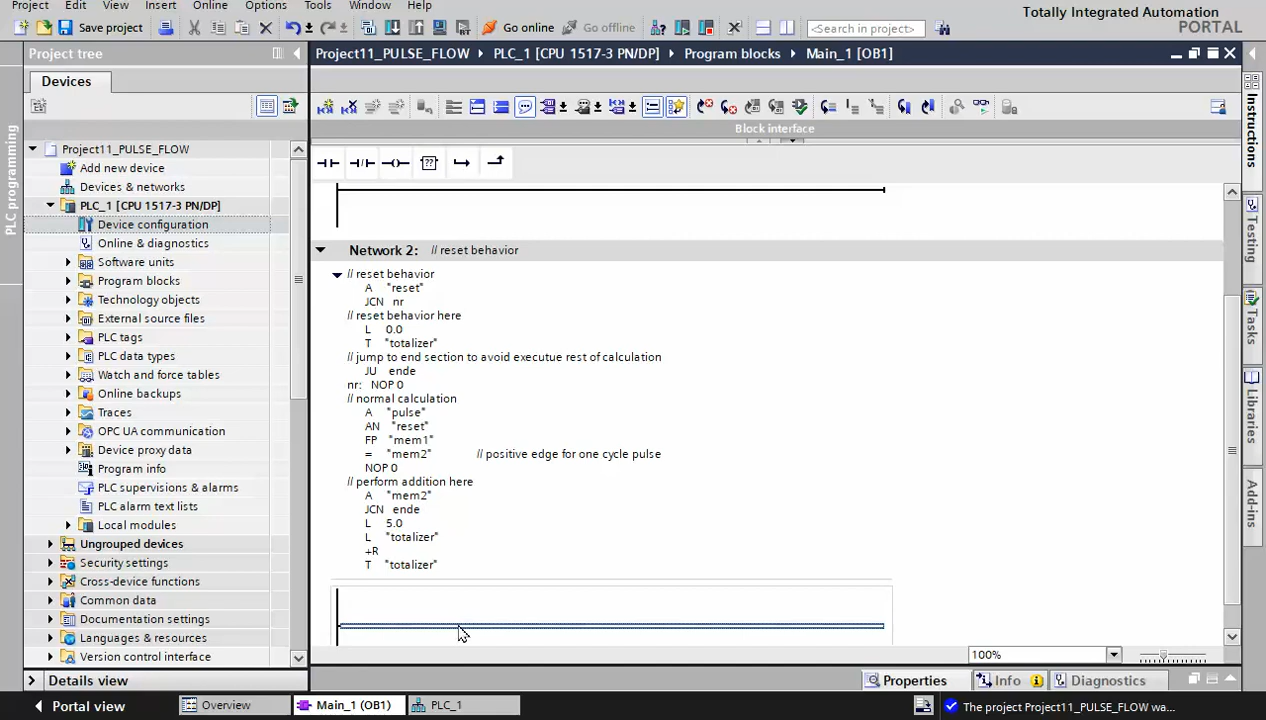 Project Edit View Insert Online Options Tools Window Help
Totally Integrated Automation
PORTAL
Save project
Go online
Go offline
<Search in project>
Project tree
Project11_PULSE_FLOW
PLC_1 [CPU 1517-3 PN/DP]
Program blocks
Main_1 [OB1]
Devices
PLC programming
Project11_PULSE_FLOW
Add new device
Devices & networks
PLC_1 [CPU 1517-3 PN/DP]
Device configuration
Online & diagnostics
Software units
Program blocks
Technology objects
External source files
PLC tags
PLC data types
Watch and force tables
Online backups
Traces
OPC UA communication
Device proxy data
Program info
PLC supervisions & alarms
PLC alarm text lists
Local modules
Ungrouped devices
Security settings
Cross-device functions
Common data
Documentation settings
Languages & resources
Version control interface
Details view
Block interface
??
Network 2: // reset behavior
// reset behavior
A "reset"
JCN nr
// reset behavior here
L 0.0
T "totalizer"
// jump to end section to avoid executue rest of calculation
JU ende
nr: NOP 0
// normal calculation
A "pulse"
AN "reset"
FP "mem1"
= "mem2" // positive edge for one cycle pulse
NOP 0
// perform addition here
A "mem2"
JCN ende
L 5.0
L "totalizer"
+R
T "totalizer"
100%
Properties
Info
Diagnostics
Instructions
Testing
Tasks
Libraries
Add-ins
Portal view
Overview
Main_1 (OB1)
PLC_1
The project Project11_PULSE_FLOW wa...